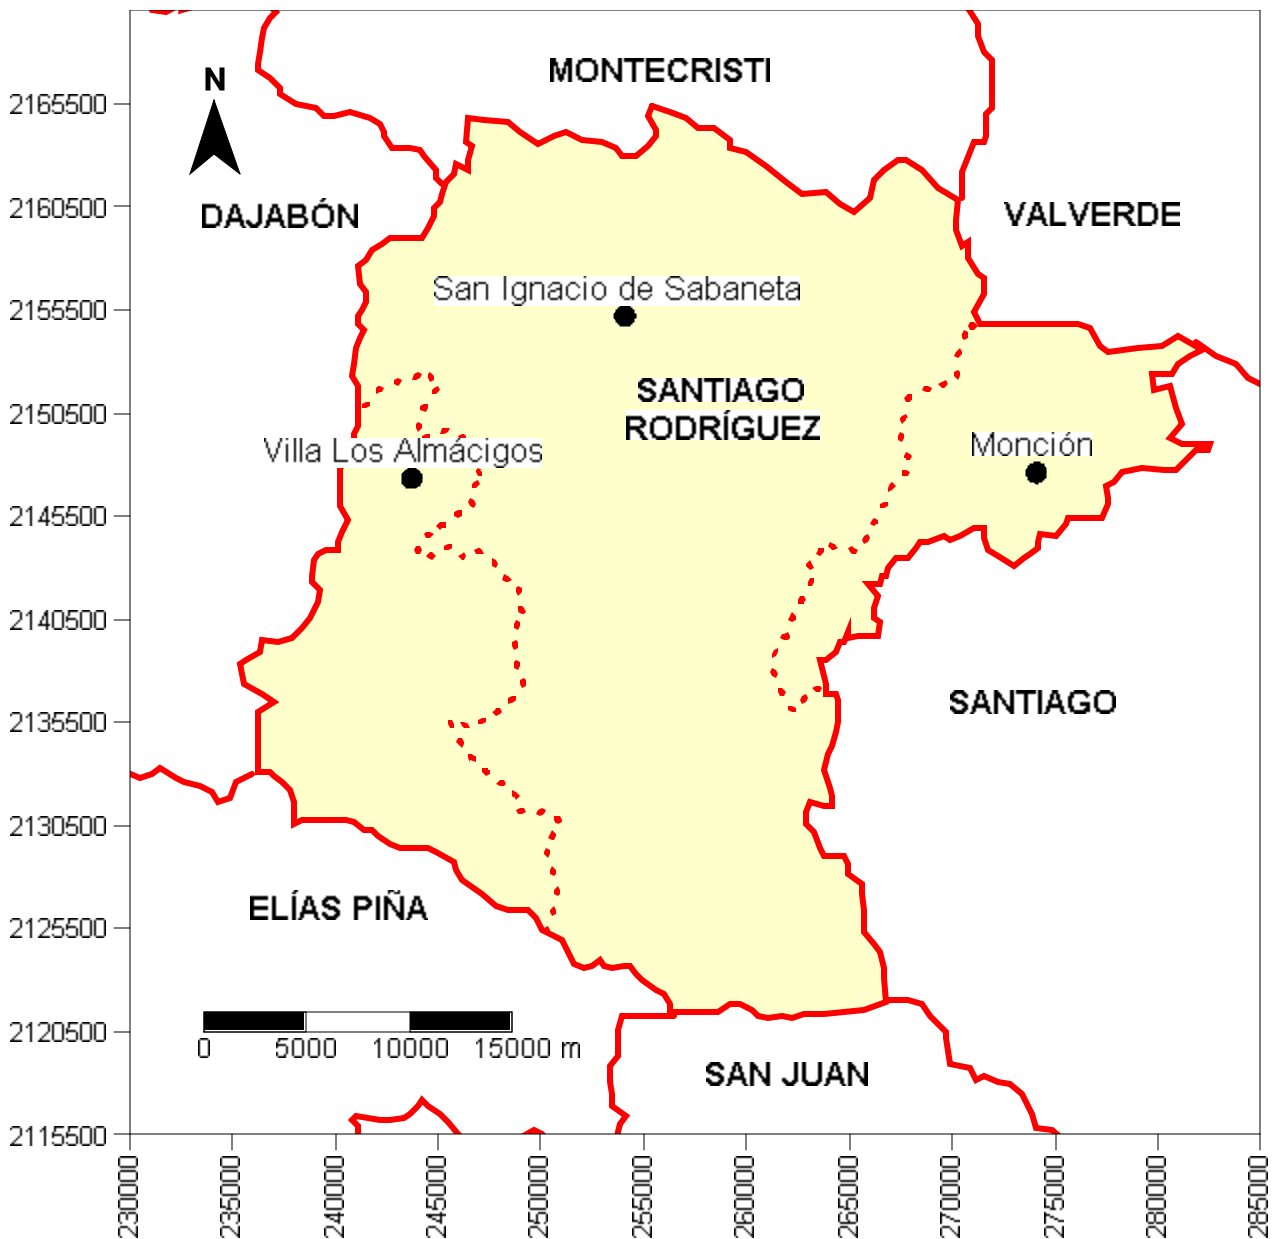 MONTECRISTI
N
2165500
2160500
DAJABÓN
VALVERDE
San Ignacio de Sabaneta
2155500
SANTIAGO
RODRÍGUEZ
2150500
Villa Los Almácigos
Monción
2145500
2140500
SANTIAGO
2135500
2130500
ELÍAS PIÑA
2125500
2120500
0 5000 10000 15000 m
SAN JUAN
2115500
230000
235000
240000
245000
250000
255000
260000
265000
270000
275000
280000
285000